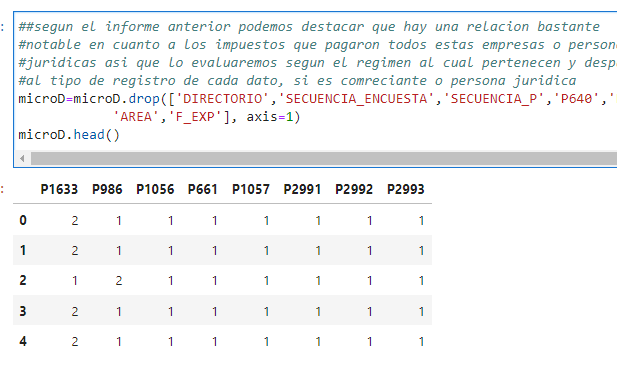 ##segun el informe anterior podemos destacar que hay una relacion bastante
#notable en cuanto a los impuestos que pagaron todos estas empresas o
#juridicas asi que lo evaluaremos segun el regimen al cual pertenecen y
#al tipo de registro de cada dato, si es comreciante o persona juridica
microD=microD.drop(['DIRECTORIO','SECUENCIA_ENCUESTA','SECUENCIA_P','P640','
'AREA','F_EXP'], axis=1)
microD.head()
P1633 P986 P1056 P661 P1057 P2991 P2992 P2993
0 2 1 1 1 1 1 1 1
1 2 1 1 1 1 1 1 1
2 1 2 1 1 1 1 1 1
3 2 1 1 1 1 1 1 1
4 2 1 1 1 1 1 1 1